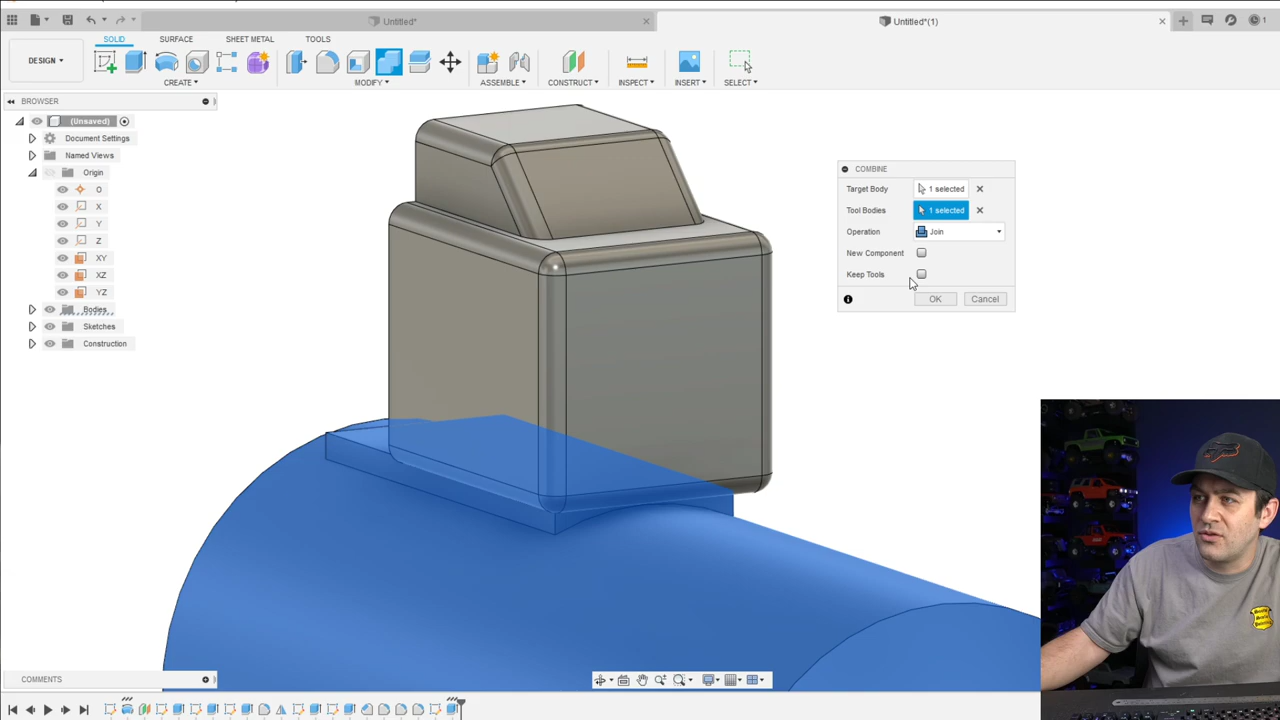 Untitled*
Untitled*(1)
SOLID
SURFACE
SHEET METAL
TOOLS
DESIGN
CREATE
MODIFY
ASSEMBLE
CONSTRUCT
INSPECT
INSERT
SELECT
BROWSER
(Unsaved)
Document Settings
Named Views
Origin
O
X
Y
Z
XY
XZ
YZ
Bodies
Sketches
Construction
COMBINE
Target Body 1 selected
Tool Bodies 1 selected
Operation Join
New Component
Keep Tools
OK Cancel
COMMENTS
1